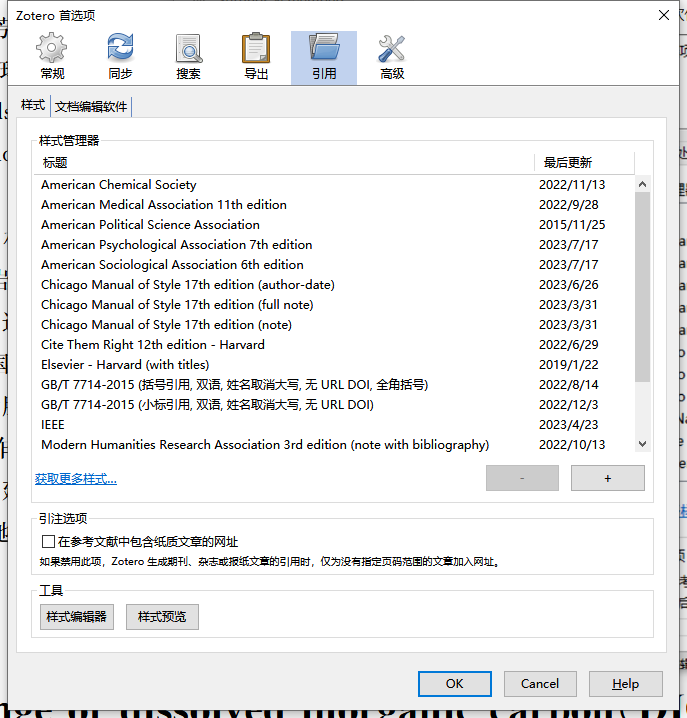 Zotero 首选项
常规 同步 搜索 导出 引用 高级
样式 文档编辑软件
样式管理器
标题 最后更新
American Chemical Society 2022/11/13
American Medical Association 11th edition 2022/9/28
American Political Science Association 2015/11/25
American Psychological Association 7th edition 2023/7/17
American Sociological Association 6th edition 2023/7/17
Chicago Manual of Style 17th edition (author-date) 2023/6/26
Chicago Manual of Style 17th edition (full note) 2023/3/31
Chicago Manual of Style 17th edition (note) 2023/3/31
Cite Them Right 12th edition - Harvard 2022/6/29
Elsevier - Harvard (with titles) 2019/1/22
GB/T 7714-2015 (括号引用, 双语, 姓名取消大写, 无 URL DOI, 全角括号) 2022/8/14
GB/T 7714-2015 (小标引用, 双语, 姓名取消大写, 无 URL DOI) 2022/12/3
IEEE 2023/4/23
Modern Humanities Research Association 3rd edition (note with bibliography) 2022/10/13
获取更多样式... - +
引注选项
在参考文献中包含纸质文章的网址
如果禁用此项，Zotero 生成期刊、杂志或报纸文章的引用时，仅为没有指定页码范围的文章加入网址。
工具
样式编辑器 样式预览
OK Cancel Help